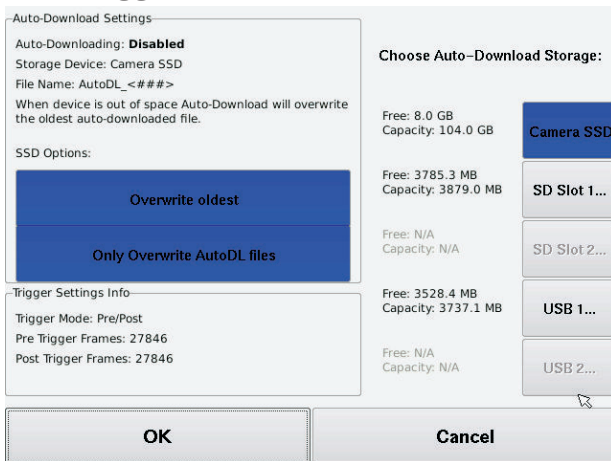 Auto-Download Settings
Auto-Downloading: Disabled
Storage Device: Camera SSD
File Name: AutoDL_<###>
When device is out of space Auto-Download will overwrite
the oldest auto-downloaded file.
SSD Options:
Overwrite oldest
Only Overwrite AutoDL files
Trigger Settings Info
Trigger Mode: Pre/Post
Pre Trigger Frames: 27846
Post Trigger Frames: 27846
Choose Auto-Download Storage:
Free: 8.0 GB
Capacity: 104.0 GB
Camera SSD
Free: 3785.3 MB
Capacity: 3879.0 MB
SD Slot 1...
Free: N/A
Capacity: N/A
SD Slot 2...
Free: 3528.4 MB
Capacity: 3737.1 MB
USB 1...
Free: N/A
Capacity: N/A
USB 2...
OK
Cancel